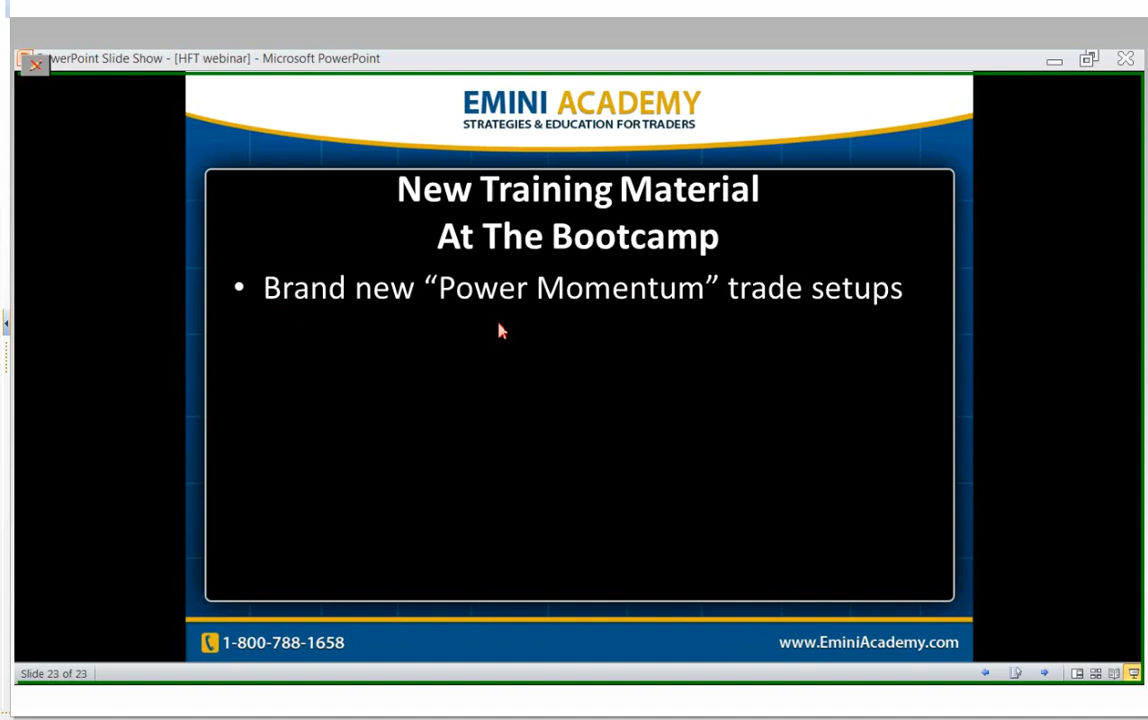 werPoint Slide Show - [HFT webinar] - Microsoft PowerPoint
EMINI ACADEMY
STRATEGIES & EDUCATION FOR TRADERS
New Training Material
At The Bootcamp
• Brand new “Power Momentum” trade setups
1-800-788-1658
www.EminiAcademy.com
Slide 23 of 23